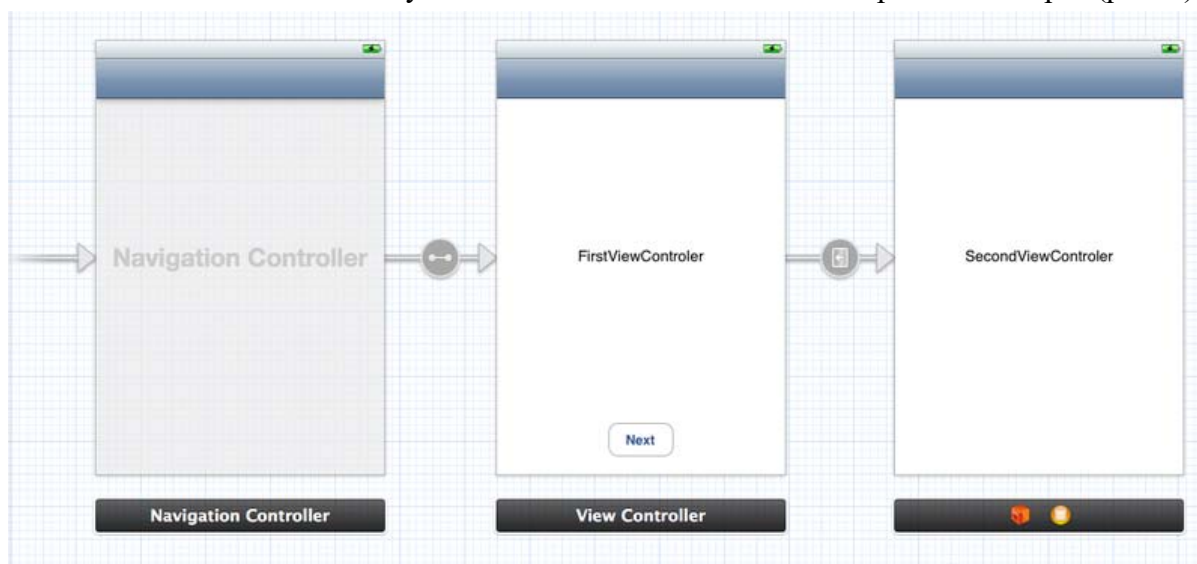 Navigation Controller
FirstViewControler
SecondViewControler
Next
Navigation Controller
View Controller